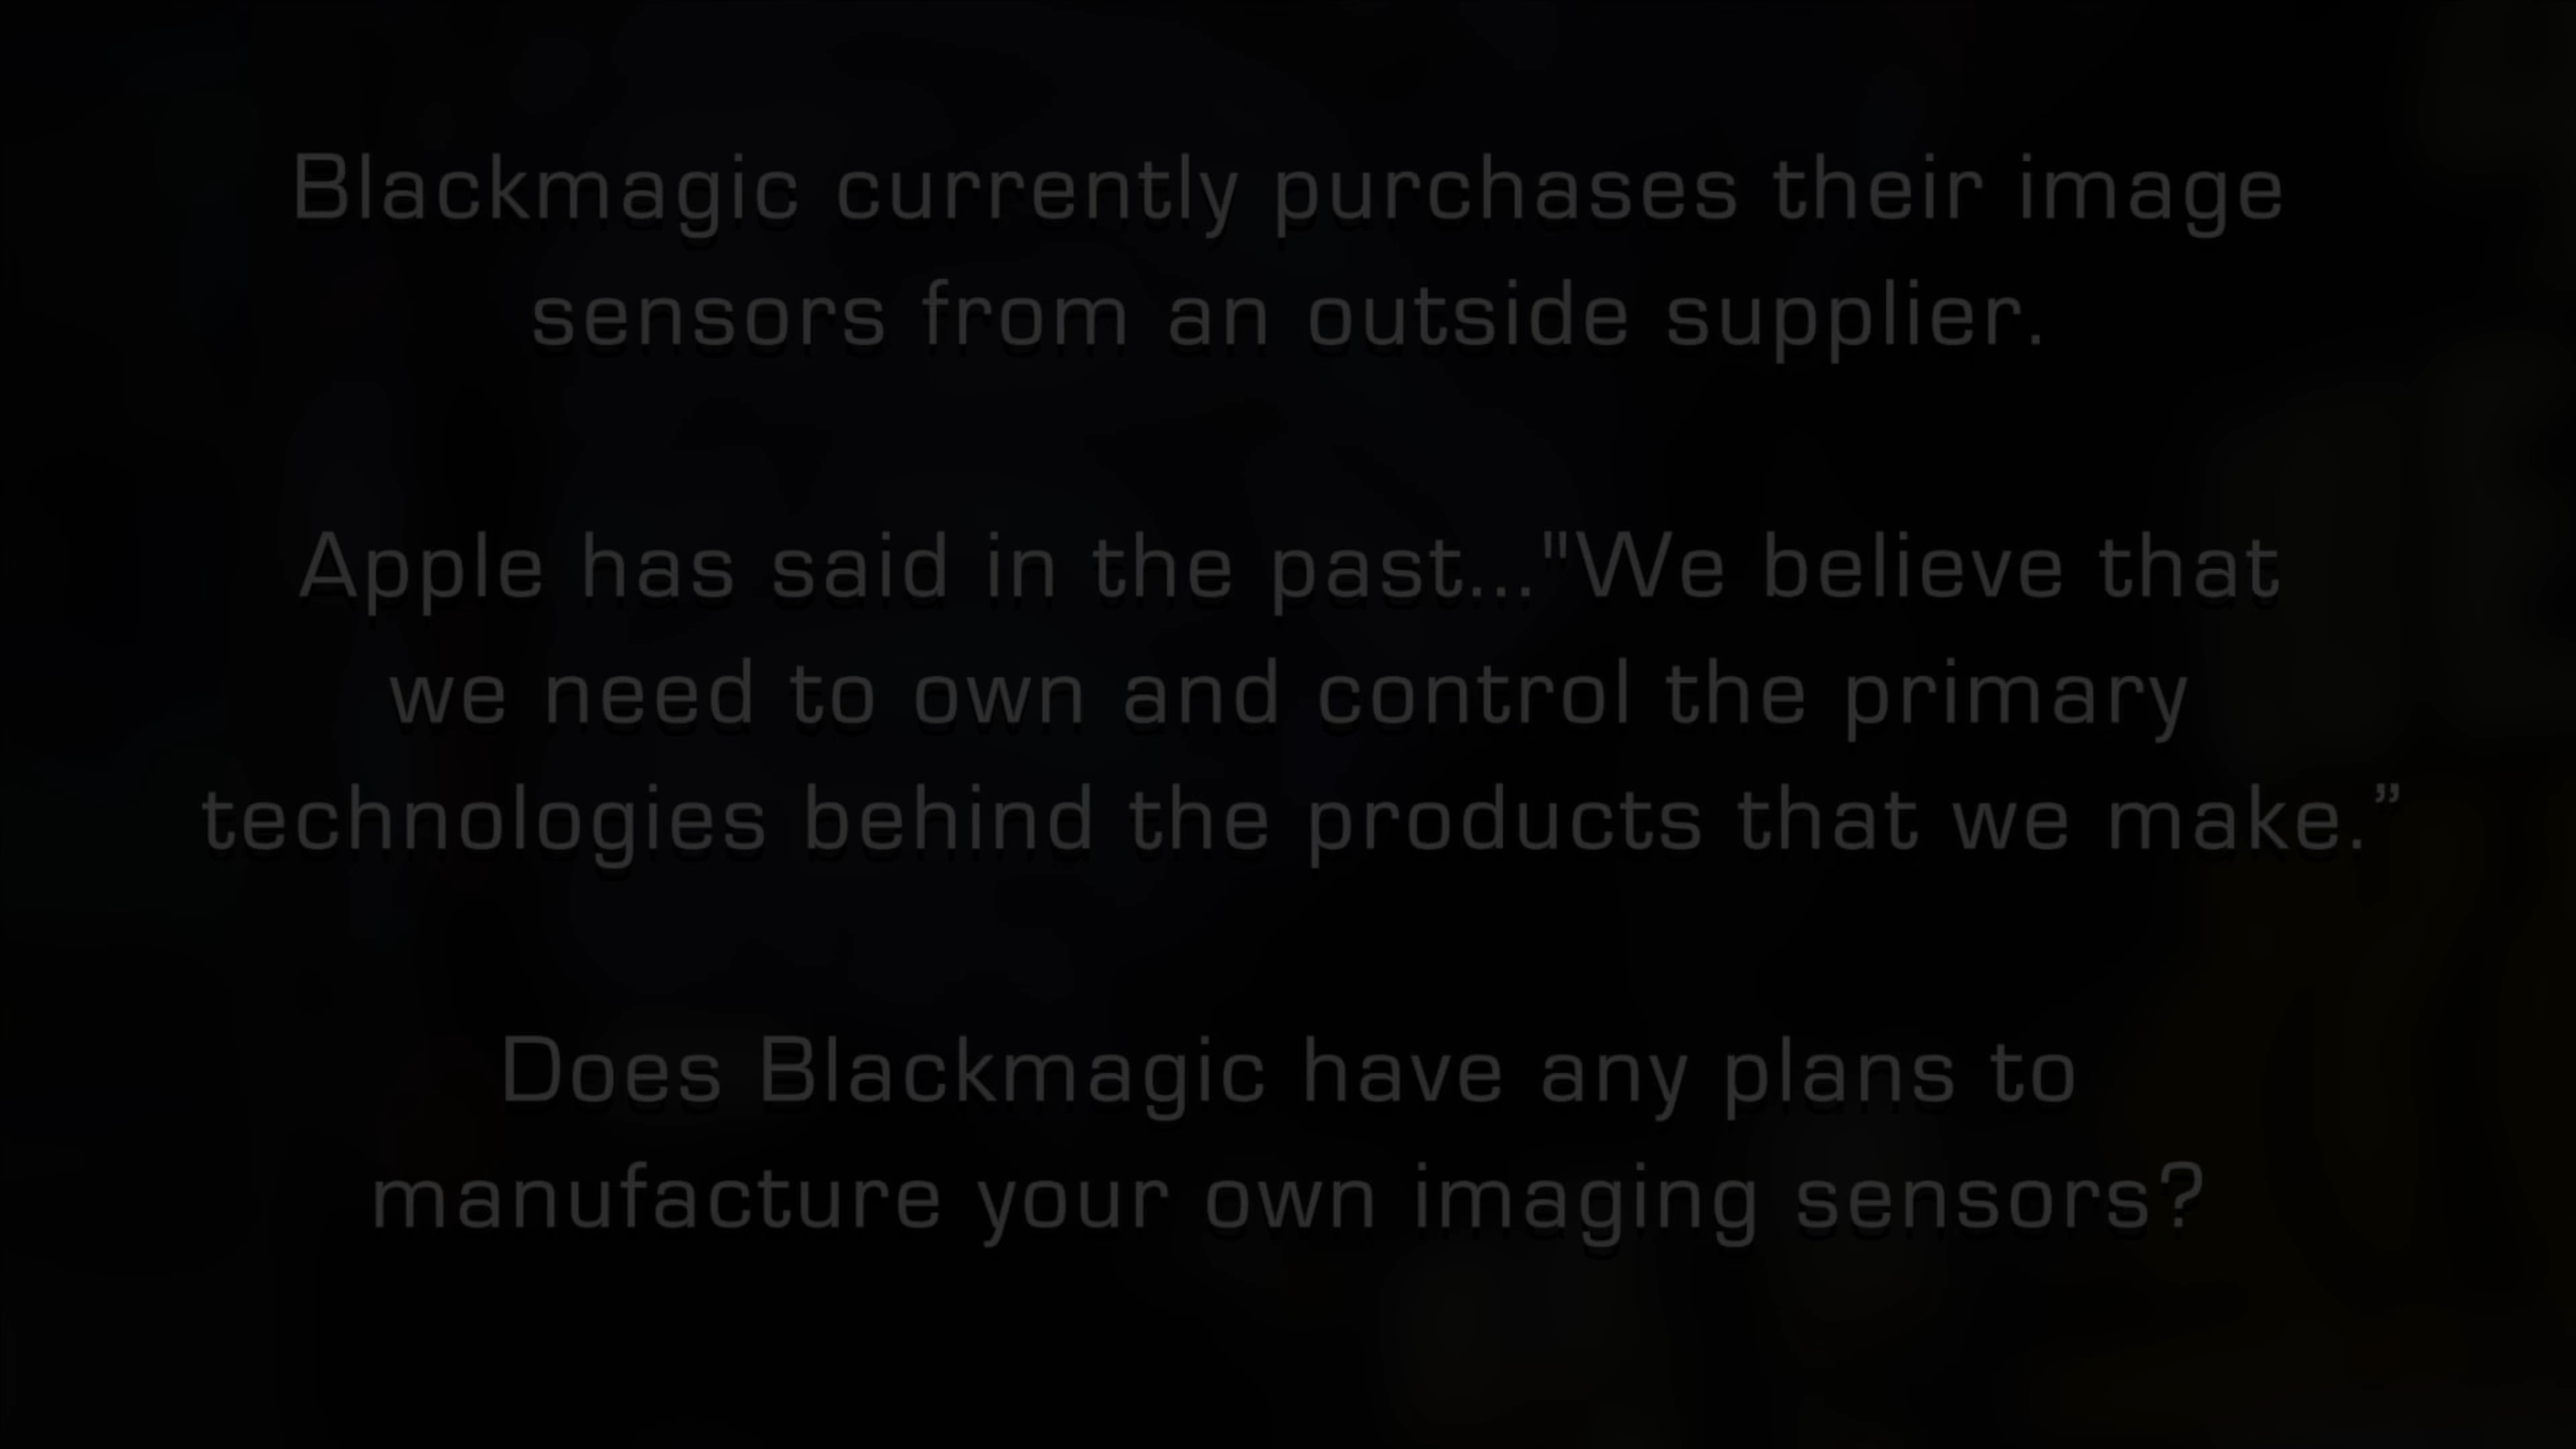 Blackmagic currently purchases their image
sensors from an outside supplier.
Apple has said in the past..."We believe that
we need to own and control the primary
technologies behind the products that we make.”
Does Blackmagic have any plans to
manufacture your own imaging sensors?